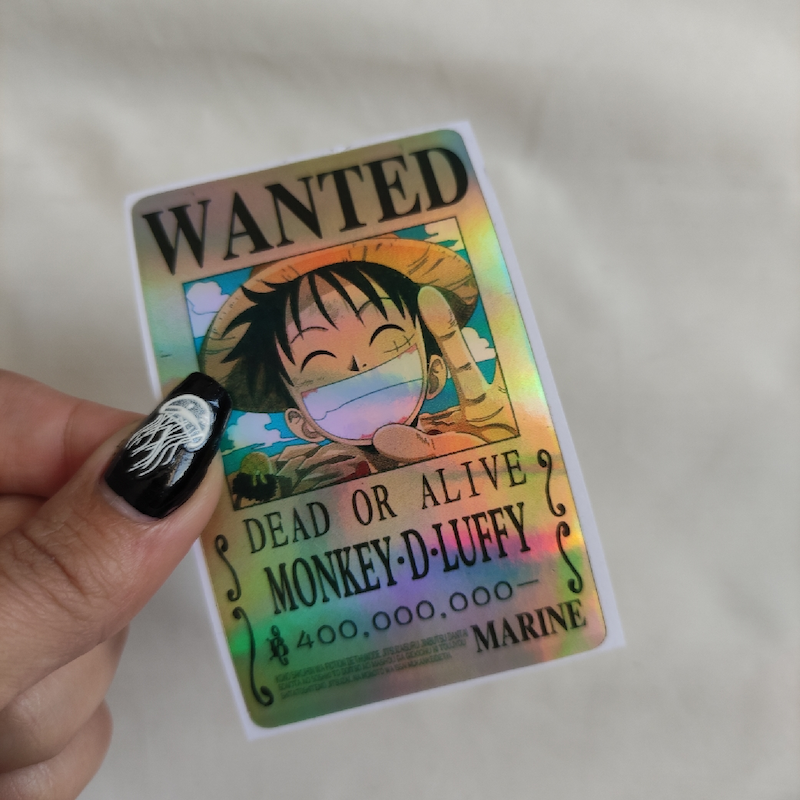 WANTED
DEAD OR ALIVE
MONKEY·D·LUFFY
฿400,000,000—
MARINE